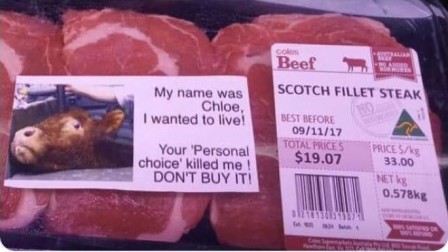 My name was
Chloe,
I wanted to live!
Your 'Personal
choice' killed me !
DON'T BUY IT!
coles
Beef
AUSTRALIAN
BEEF
NO ADDED
HORMONES
SCOTCH FILLET STEAK
BEST BEFORE
09/11/17
TOTAL PRICE $
$19.07
PRICE $/kg
33.00
NET kg
0.578kg